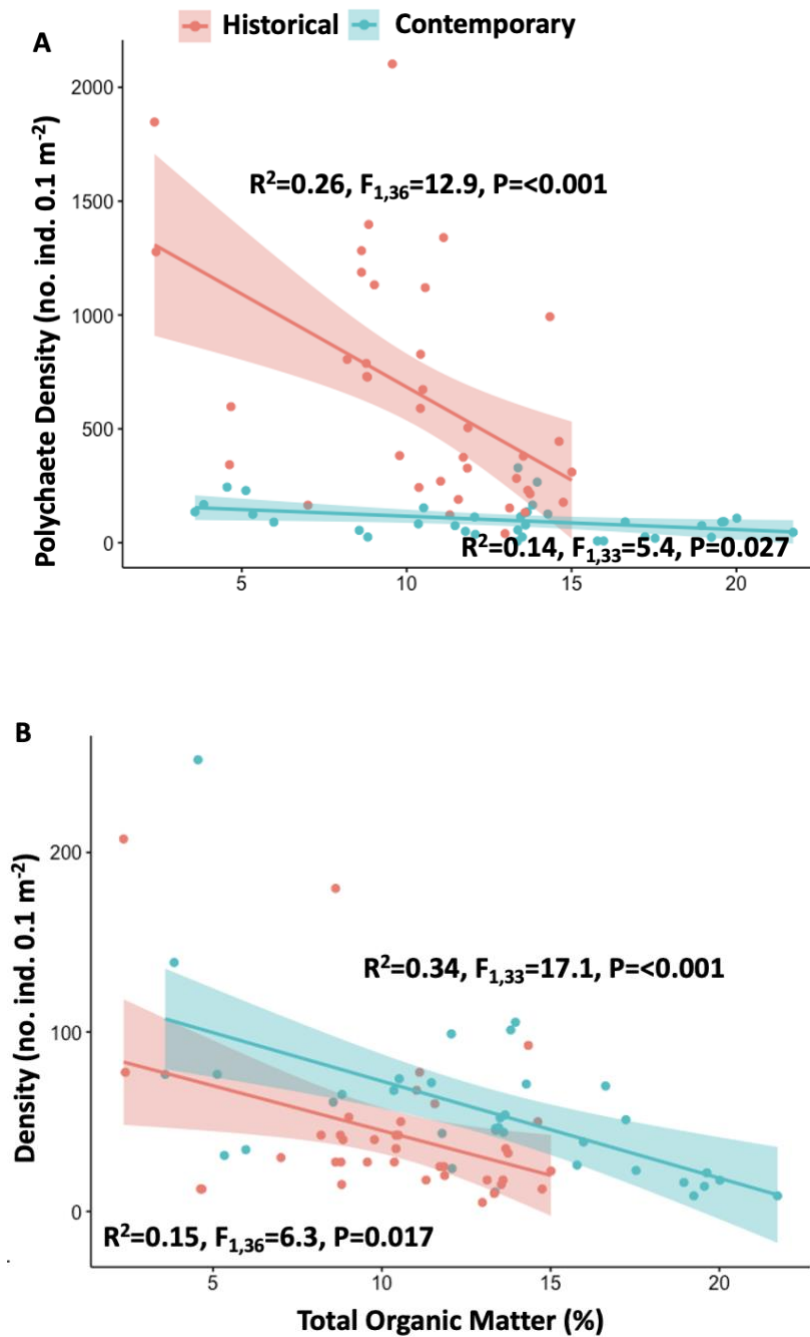 Historical Contemporary
A
Polychaete Density (no. ind. 0.1 m⁻²)
2000
1500
1000
500
0
R²=0.26, F₁,₃₆=12.9, P=<0.001
R²=0.14, F₁,₃₃=5.4, P=0.027
5 10 15 20
B
Density (no. ind. 0.1 m⁻²)
200
100
0
R²=0.34, F₁,₃₃=17.1, P=<0.001
R²=0.15, F₁,₃₆=6.3, P=0.017
5 10 15 20
Total Organic Matter (%)